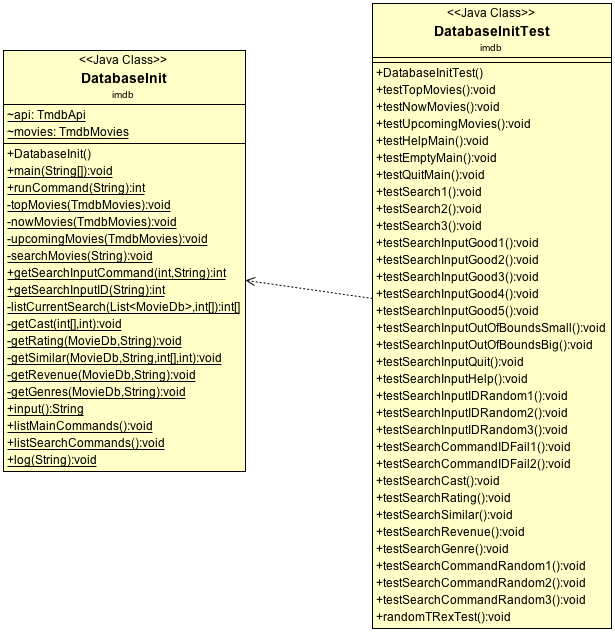 <<Java Class>>
DatabaseInit
imdb
~api: TmdbApi
~movies: TmdbMovies
+DatabaseInit()
+main(String[]):void
+runCommand(String):int
-topMovies(TmdbMovies):void
-nowMovies(TmdbMovies):void
-upcomingMovies(TmdbMovies):void
-searchMovies(String):void
+getSearchInputCommand(int,String):int
+getSearchInputID(String):int
-listCurrentSearch(List<MovieDb>,int[]):int[]
-getCast(int[],int):void
-getRating(MovieDb,String):void
-getSimilar(MovieDb,String,int[],int):void
-getRevenue(MovieDb,String):void
-getGenres(MovieDb,String):void
+input():String
+listMainCommands():void
+listSearchCommands():void
+log(String):void
<<Java Class>>
DatabaseInitTest
imdb
+DatabaseInitTest()
+testTopMovies():void
+testNowMovies():void
+testUpcomingMovies():void
+testHelpMain():void
+testEmptyMain():void
+testQuitMain():void
+testSearch1():void
+testSearch2():void
+testSearch3():void
+testSearchInputGood1():void
+testSearchInputGood2():void
+testSearchInputGood3():void
+testSearchInputGood4():void
+testSearchInputGood5():void
+testSearchInputOutOfBoundsSmall():void
+testSearchInputOutOfBoundsBig():void
+testSearchInputQuit():void
+testSearchInputHelp():void
+testSearchInputIDRandom1():void
+testSearchInputIDRandom2():void
+testSearchInputIDRandom3():void
+testSearchCommandIDFail1():void
+testSearchCommandIDFail2():void
+testSearchCast():void
+testSearchRating():void
+testSearchSimilar():void
+testSearchRevenue():void
+testSearchGenre():void
+testSearchCommandRandom1():void
+testSearchCommandRandom2():void
+testSearchCommandRandom3():void
+randomTRexTest():void